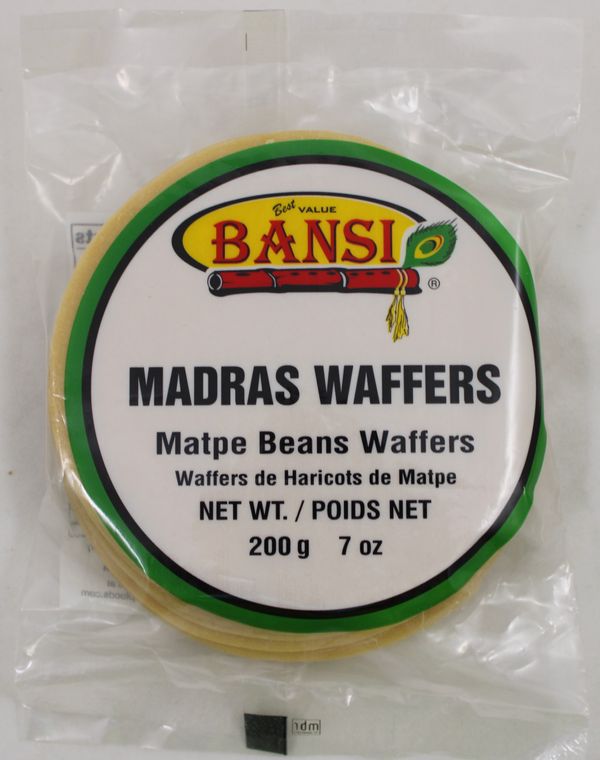 Best VALUE
BANSI
®
MADRAS WAFFERS
Matpe Beans Waffers
Waffers de Haricots de Matpe
NET WT. / POIDS NET
200 g 7 oz